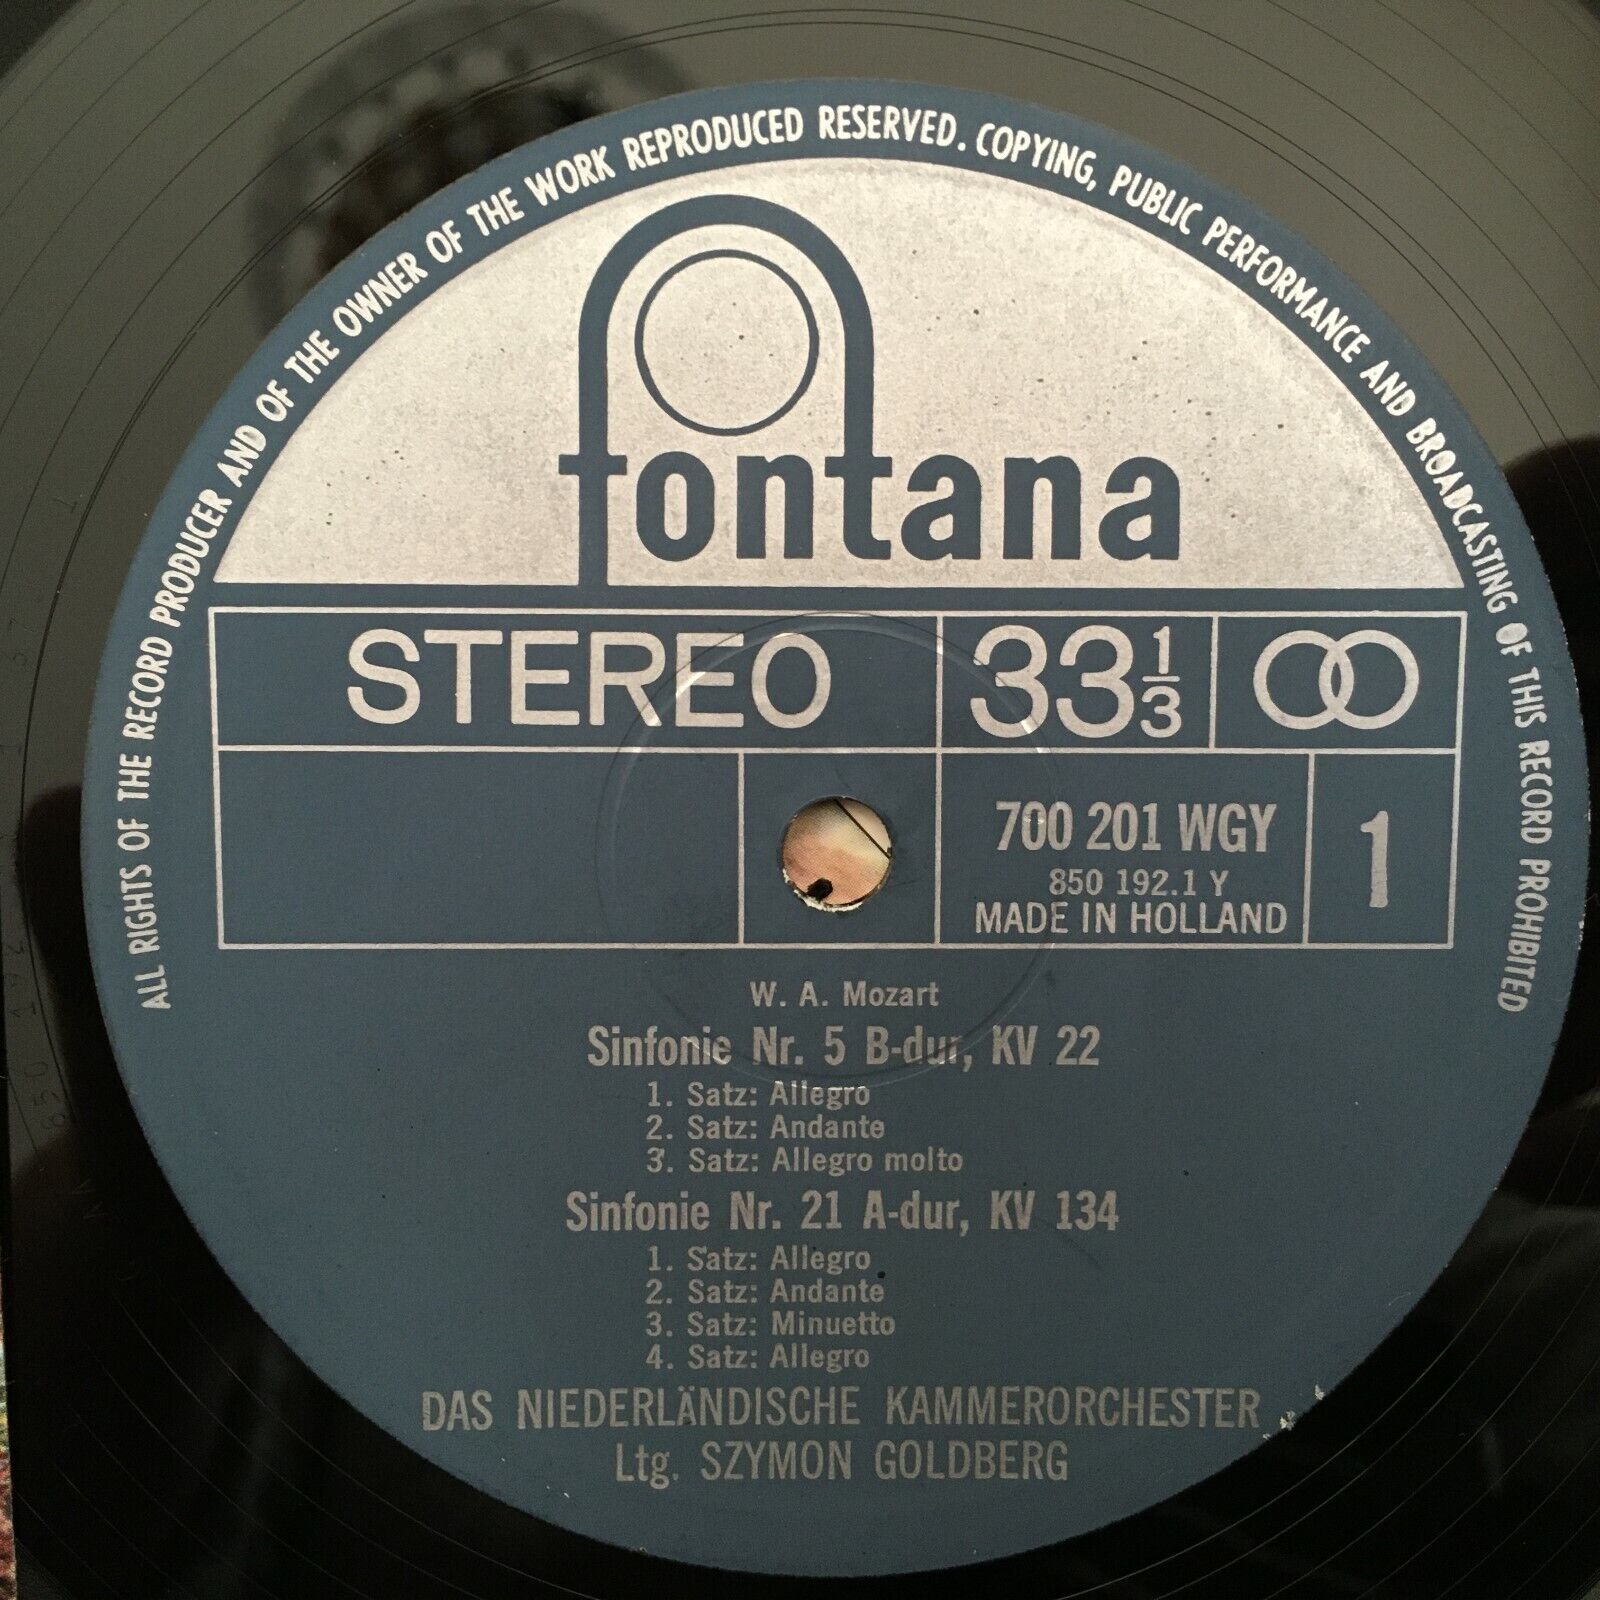 ALL RIGHTS OF THE RECORD PRODUCER AND OF THE OWNER OF THE WORK REPRODUCED RESERVED. COPYING, PUBLIC PERFORMANCE AND BROADCASTING OF THIS RECORD PROHIBITED
fontana
STEREO 33 1/3
700 201 WGY 1
850 192.1 Y
MADE IN HOLLAND
W. A. Mozart
Sinfonie Nr. 5 B-dur, KV 22
1. Satz: Allegro
2. Satz: Andante
3. Satz: Allegro molto
Sinfonie Nr. 21 A-dur, KV 134
1. Satz: Allegro
2. Satz: Andante
3. Satz: Minuetto
4. Satz: Allegro
DAS NIEDERLÄNDISCHE KAMMERORCHESTER
Ltg. SZYMON GOLDBERG